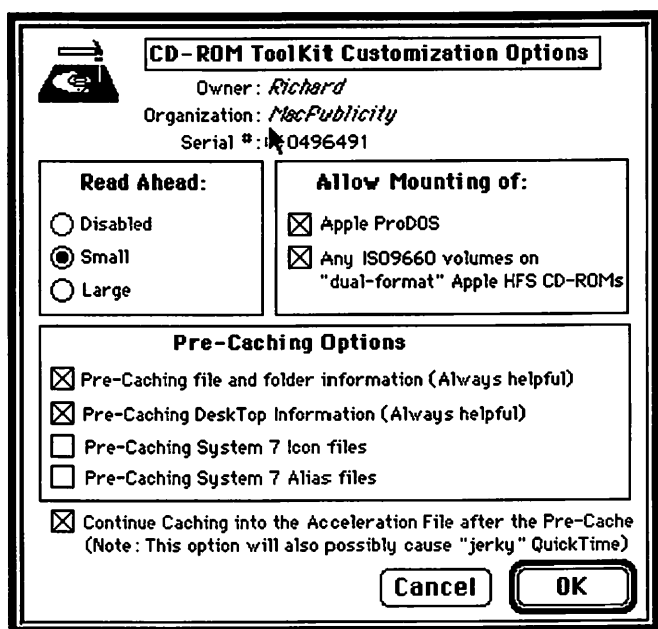 CD-ROM ToolKit Customization Options
Owner: Richard
Organization: MacPublicity
Serial #: 0496491
Read Ahead:
Disabled
Small
Large
Allow Mounting of:
Apple ProDOS
Any ISO9660 volumes on
"dual-format" Apple HFS CD-ROMs
Pre-Caching Options
Pre-Caching file and folder information (Always helpful)
Pre-Caching DeskTop Information (Always helpful)
Pre-Caching System 7 Icon files
Pre-Caching System 7 Alias files
Continue Caching into the Acceleration File after the Pre-Cache
(Note: This option will also possibly cause "jerky" QuickTime)
Cancel
OK